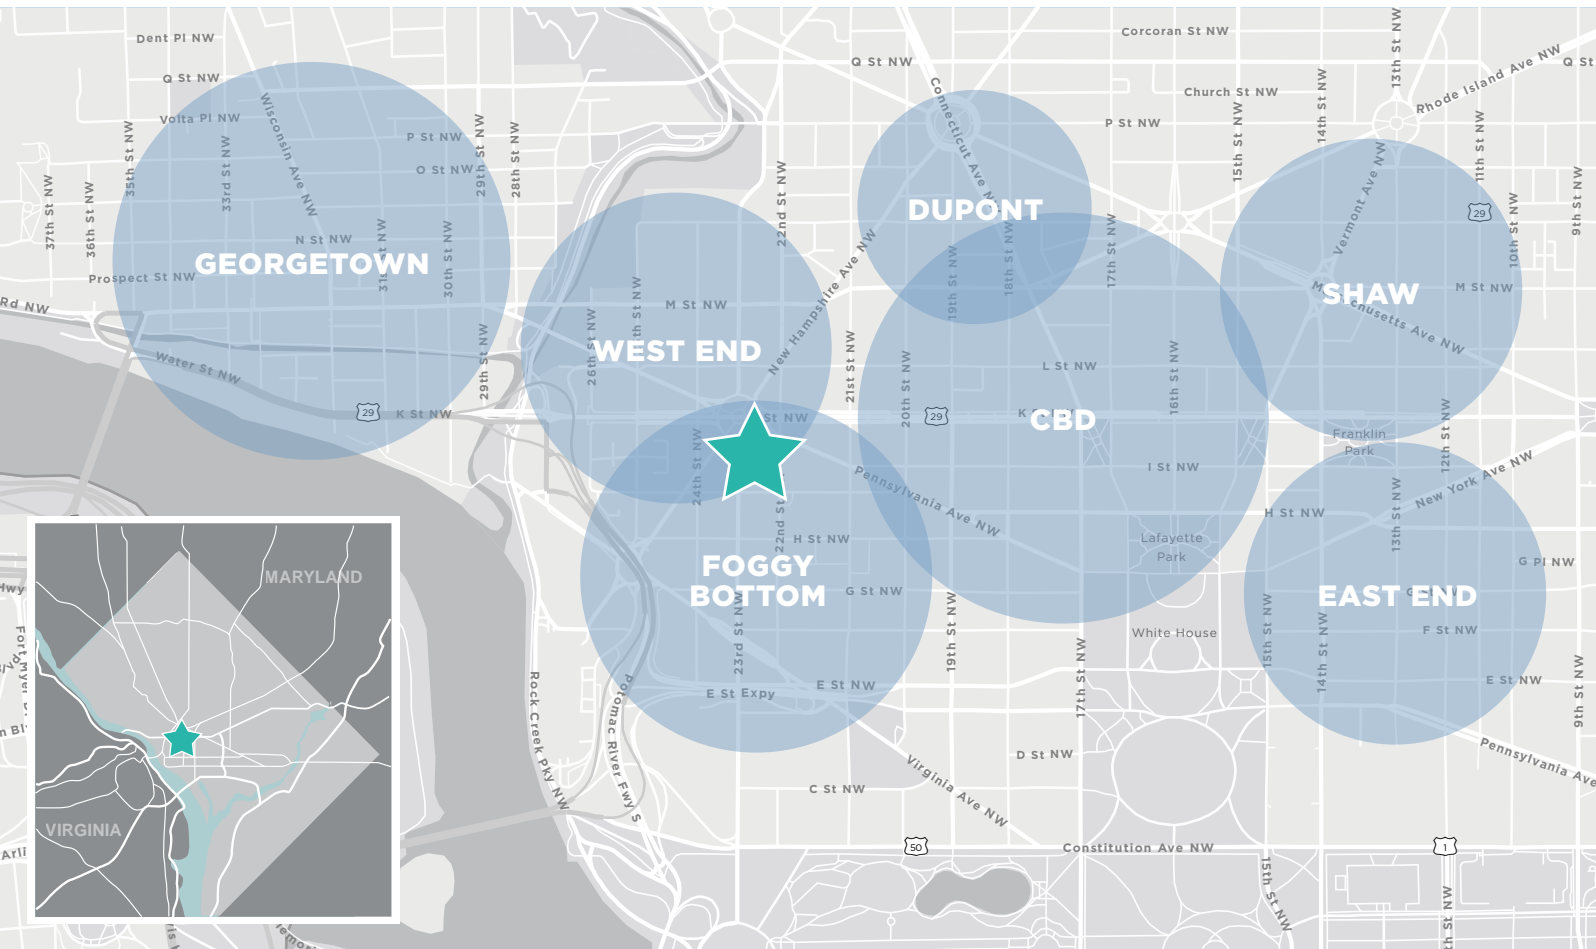 Dent Pl NW
Corcoran St NW
13th St NW
Rhode Island Ave NW
Q St NW
Q St NW
Q St
Church St NW
14th St NW
Connecticut Ave NW
Wisconsin Ave NW
Volta Pl NW
P St NW
P St NW
15th St NW
11th St NW
35th St NW
33rd St NW
29th St NW
28th St NW
O St NW
22nd St NW
37th St NW
36th St NW
Vermont Ave NW
10th St NW
9th St NW
29
DUPONT
N St NW
31st NW
30th St NW
New Hampshire Ave NW
19th St NW
18th St NW
17th St NW
GEORGETOWN
Prospect St NW
Rd NW
M St NW
M St NW
SHAW
WEST END
26th St NW
29th St NW
21st St NW
20th St NW
L St NW
16th St NW
Water St NW
29
K St NW
St NW
29
CBD
Franklin
Park
12th St NW
24th St NW
22nd St
Pennsylvania Ave NW
I St NW
New York Ave NW
H St NW
H St NW
13th St NW
Lafayette
Park
G Pl NW
FOGGY
BOTTOM
G St NW
EAST END
23rd St NW
19th St NW
White House
15th St NW
14th St NW
F St NW
E St Expy
E St NW
E St NW
17th St NW
9th St NW
Rock Creek Pky NW
Potomac River Fwy S
D St NW
Virginia Ave NW
Pennsylvania Ave
C St NW
50
Constitution Ave NW
1
15th St NW
MARYLAND
VIRGINIA
Hwy
Arli